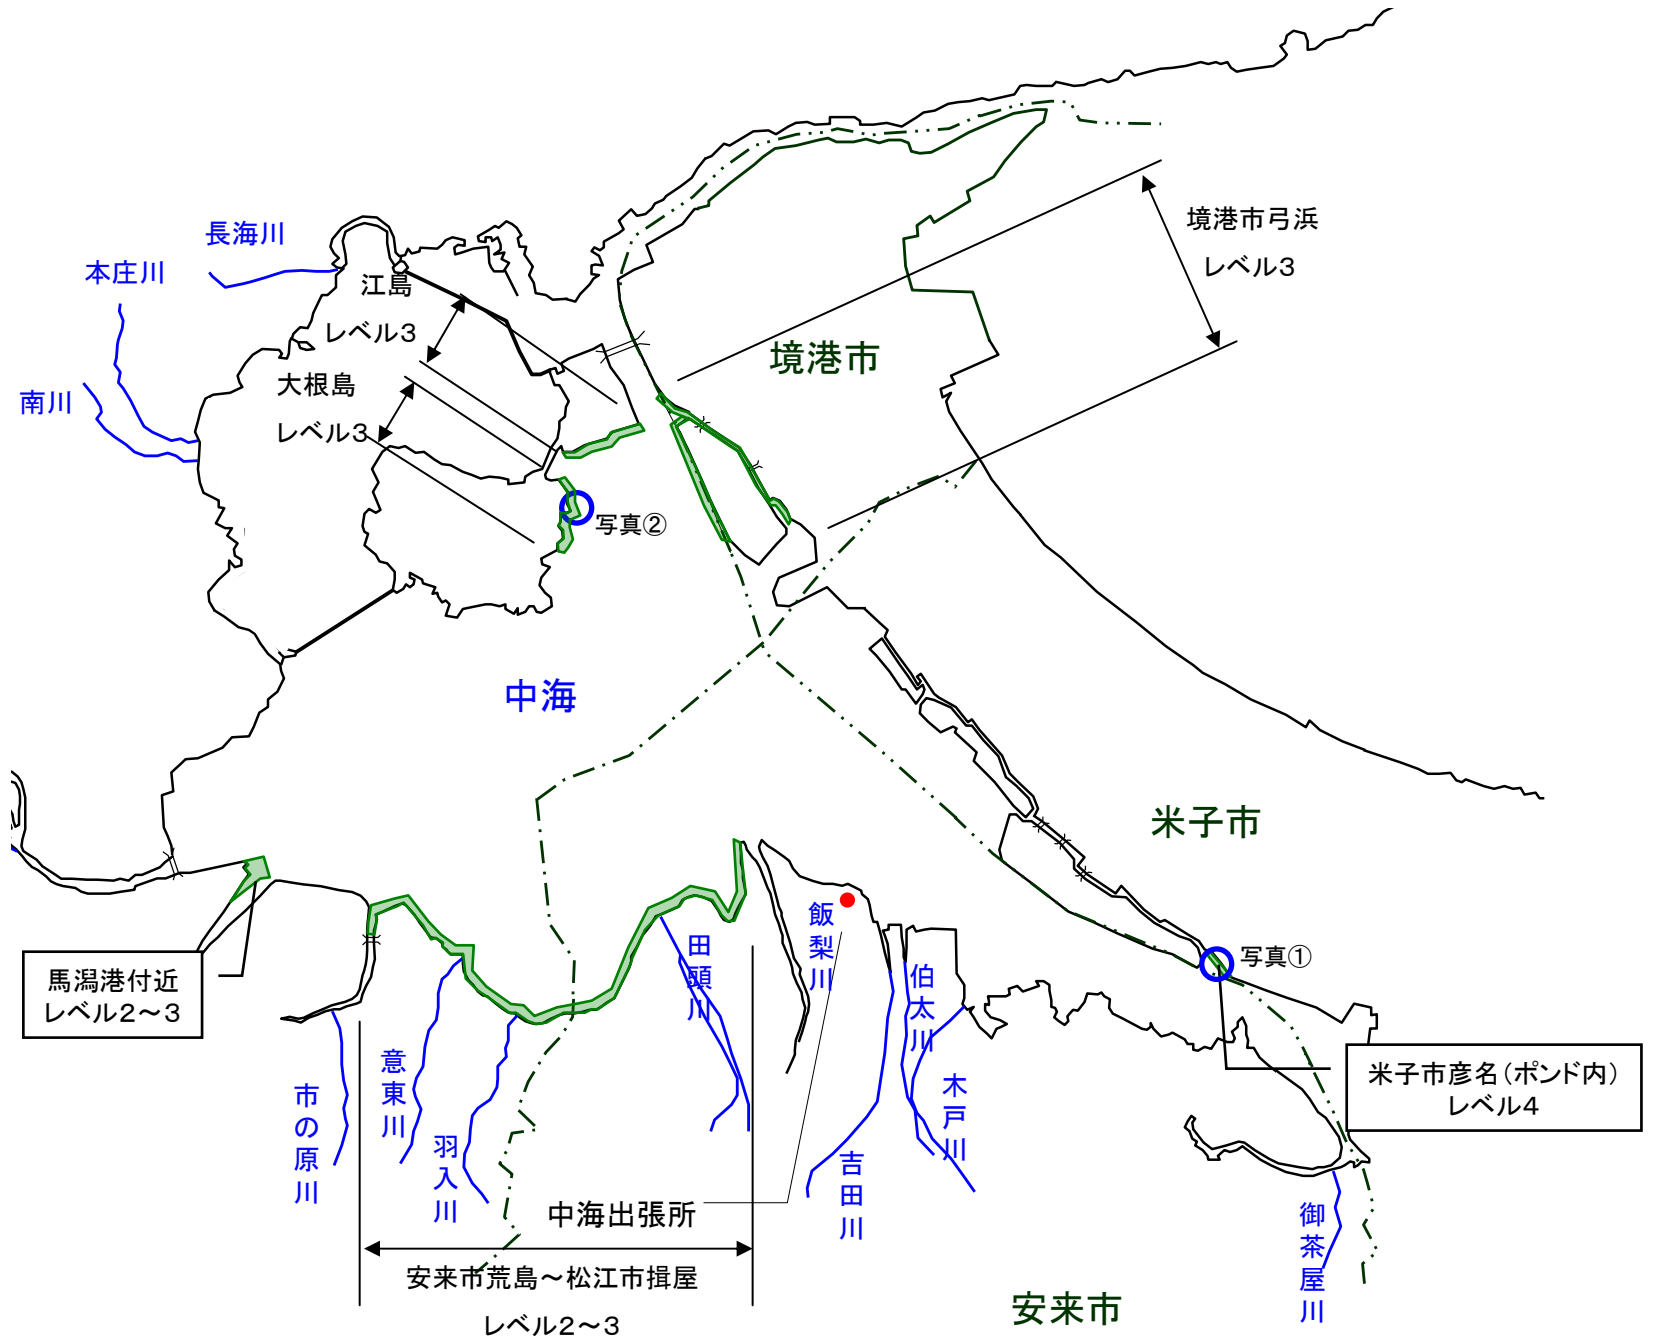 長海川
境港市弓浜
レベル3
本庄川
江島
レベル3
境港市
大根島
南川
レベル3
写真②
中海
米子市
飯梨川
田頭川
写真①
伯太川
馬潟港付近
レベル2～3
意東川
市の原川
木戸川
米子市彦名（ポンド内）
レベル4
羽入川
吉田川
中海出張所
御茶屋川
安来市荒島～松江市揖屋
レベル2～3
安来市